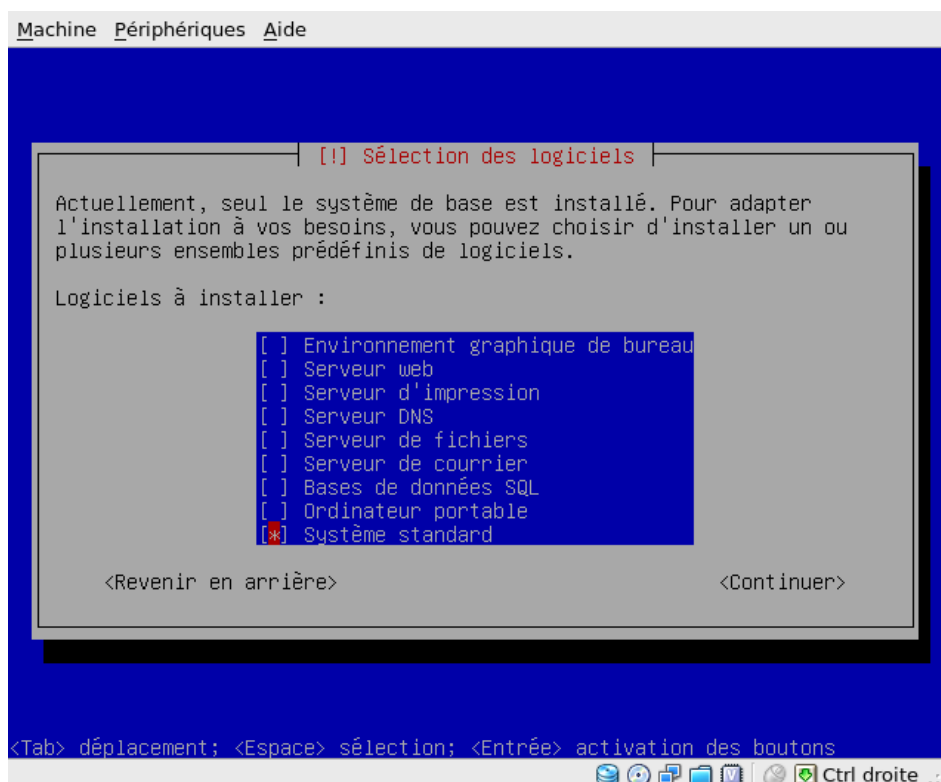 Machine Périphériques Aide
[!] Sélection des logiciels
Actuellement, seul le système de base est installé. Pour adapter
l'installation à vos besoins, vous pouvez choisir d'installer un ou
plusieurs ensembles prédéfinis de logiciels.
Logiciels à installer :
[ ] Environnement graphique de bureau
[ ] Serveur web
[ ] Serveur d'impression
[ ] Serveur DNS
[ ] Serveur de fichiers
[ ] Serveur de courrier
[ ] Bases de données SQL
[ ] Ordinateur portable
[*] Système standard
<Revenir en arrière> <Continuer>
<Tab> déplacement; <Espace> sélection; <Entrée> activation des boutons
Ctrl droite